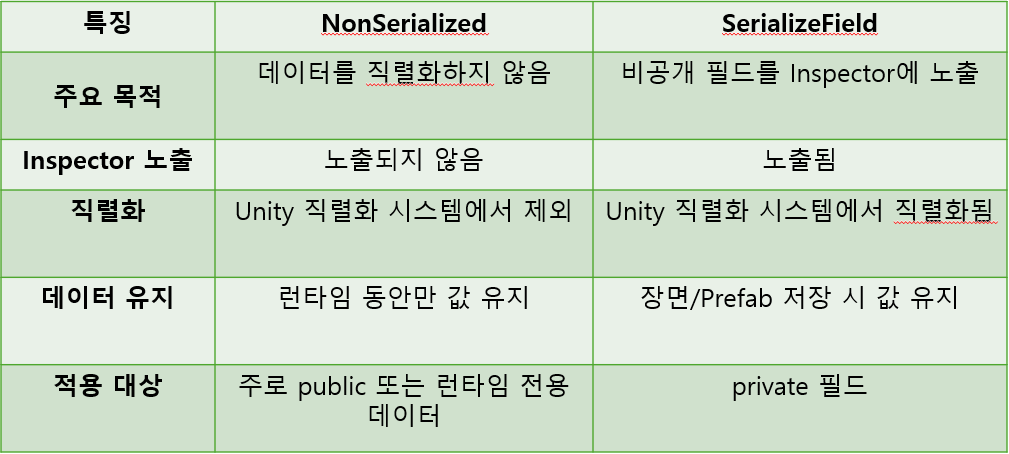 특징 NonSerialized SerializeField
주요 목적 데이터를 직렬화하지 않음 비공개 필드를 Inspector에 노출
Inspector 노출 노출되지 않음 노출됨
직렬화 Unity 직렬화 시스템에서 제외 Unity 직렬화 시스템에서 직렬화됨
데이터 유지 런타임 동안만 값 유지 장면/Prefab 저장 시 값 유지
적용 대상 주로 public 또는 런타임 전용 private 필드
데이터